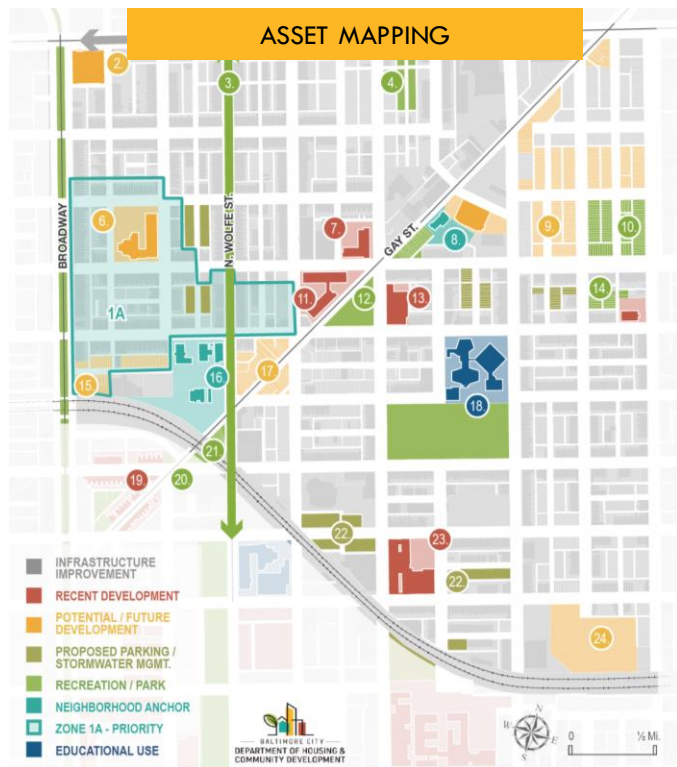 ASSET MAPPING
2.
3.
4.
BROADWAY
N. WOLFE ST.
GAY ST.
6.
7.
8.
9.
10.
1A
11.
12.
13.
14
15
16
17
18.
19.
20
21.
22
23.
22
24.
INFRASTRUCTURE
IMPROVEMENT
RECENT DEVELOPMENT
POTENTIAL / FUTURE
DEVELOPMENT
PROPOSED PARKING /
STORMWATER MGMT.
RECREATION / PARK
NEIGHBORHOOD ANCHOR
ZONE 1A - PRIORITY
EDUCATIONAL USE
BALTIMORE CITY
DEPARTMENT OF HOUSING &
COMMUNITY DEVELOPMENT
N
W
E
S
0
½ Mi.